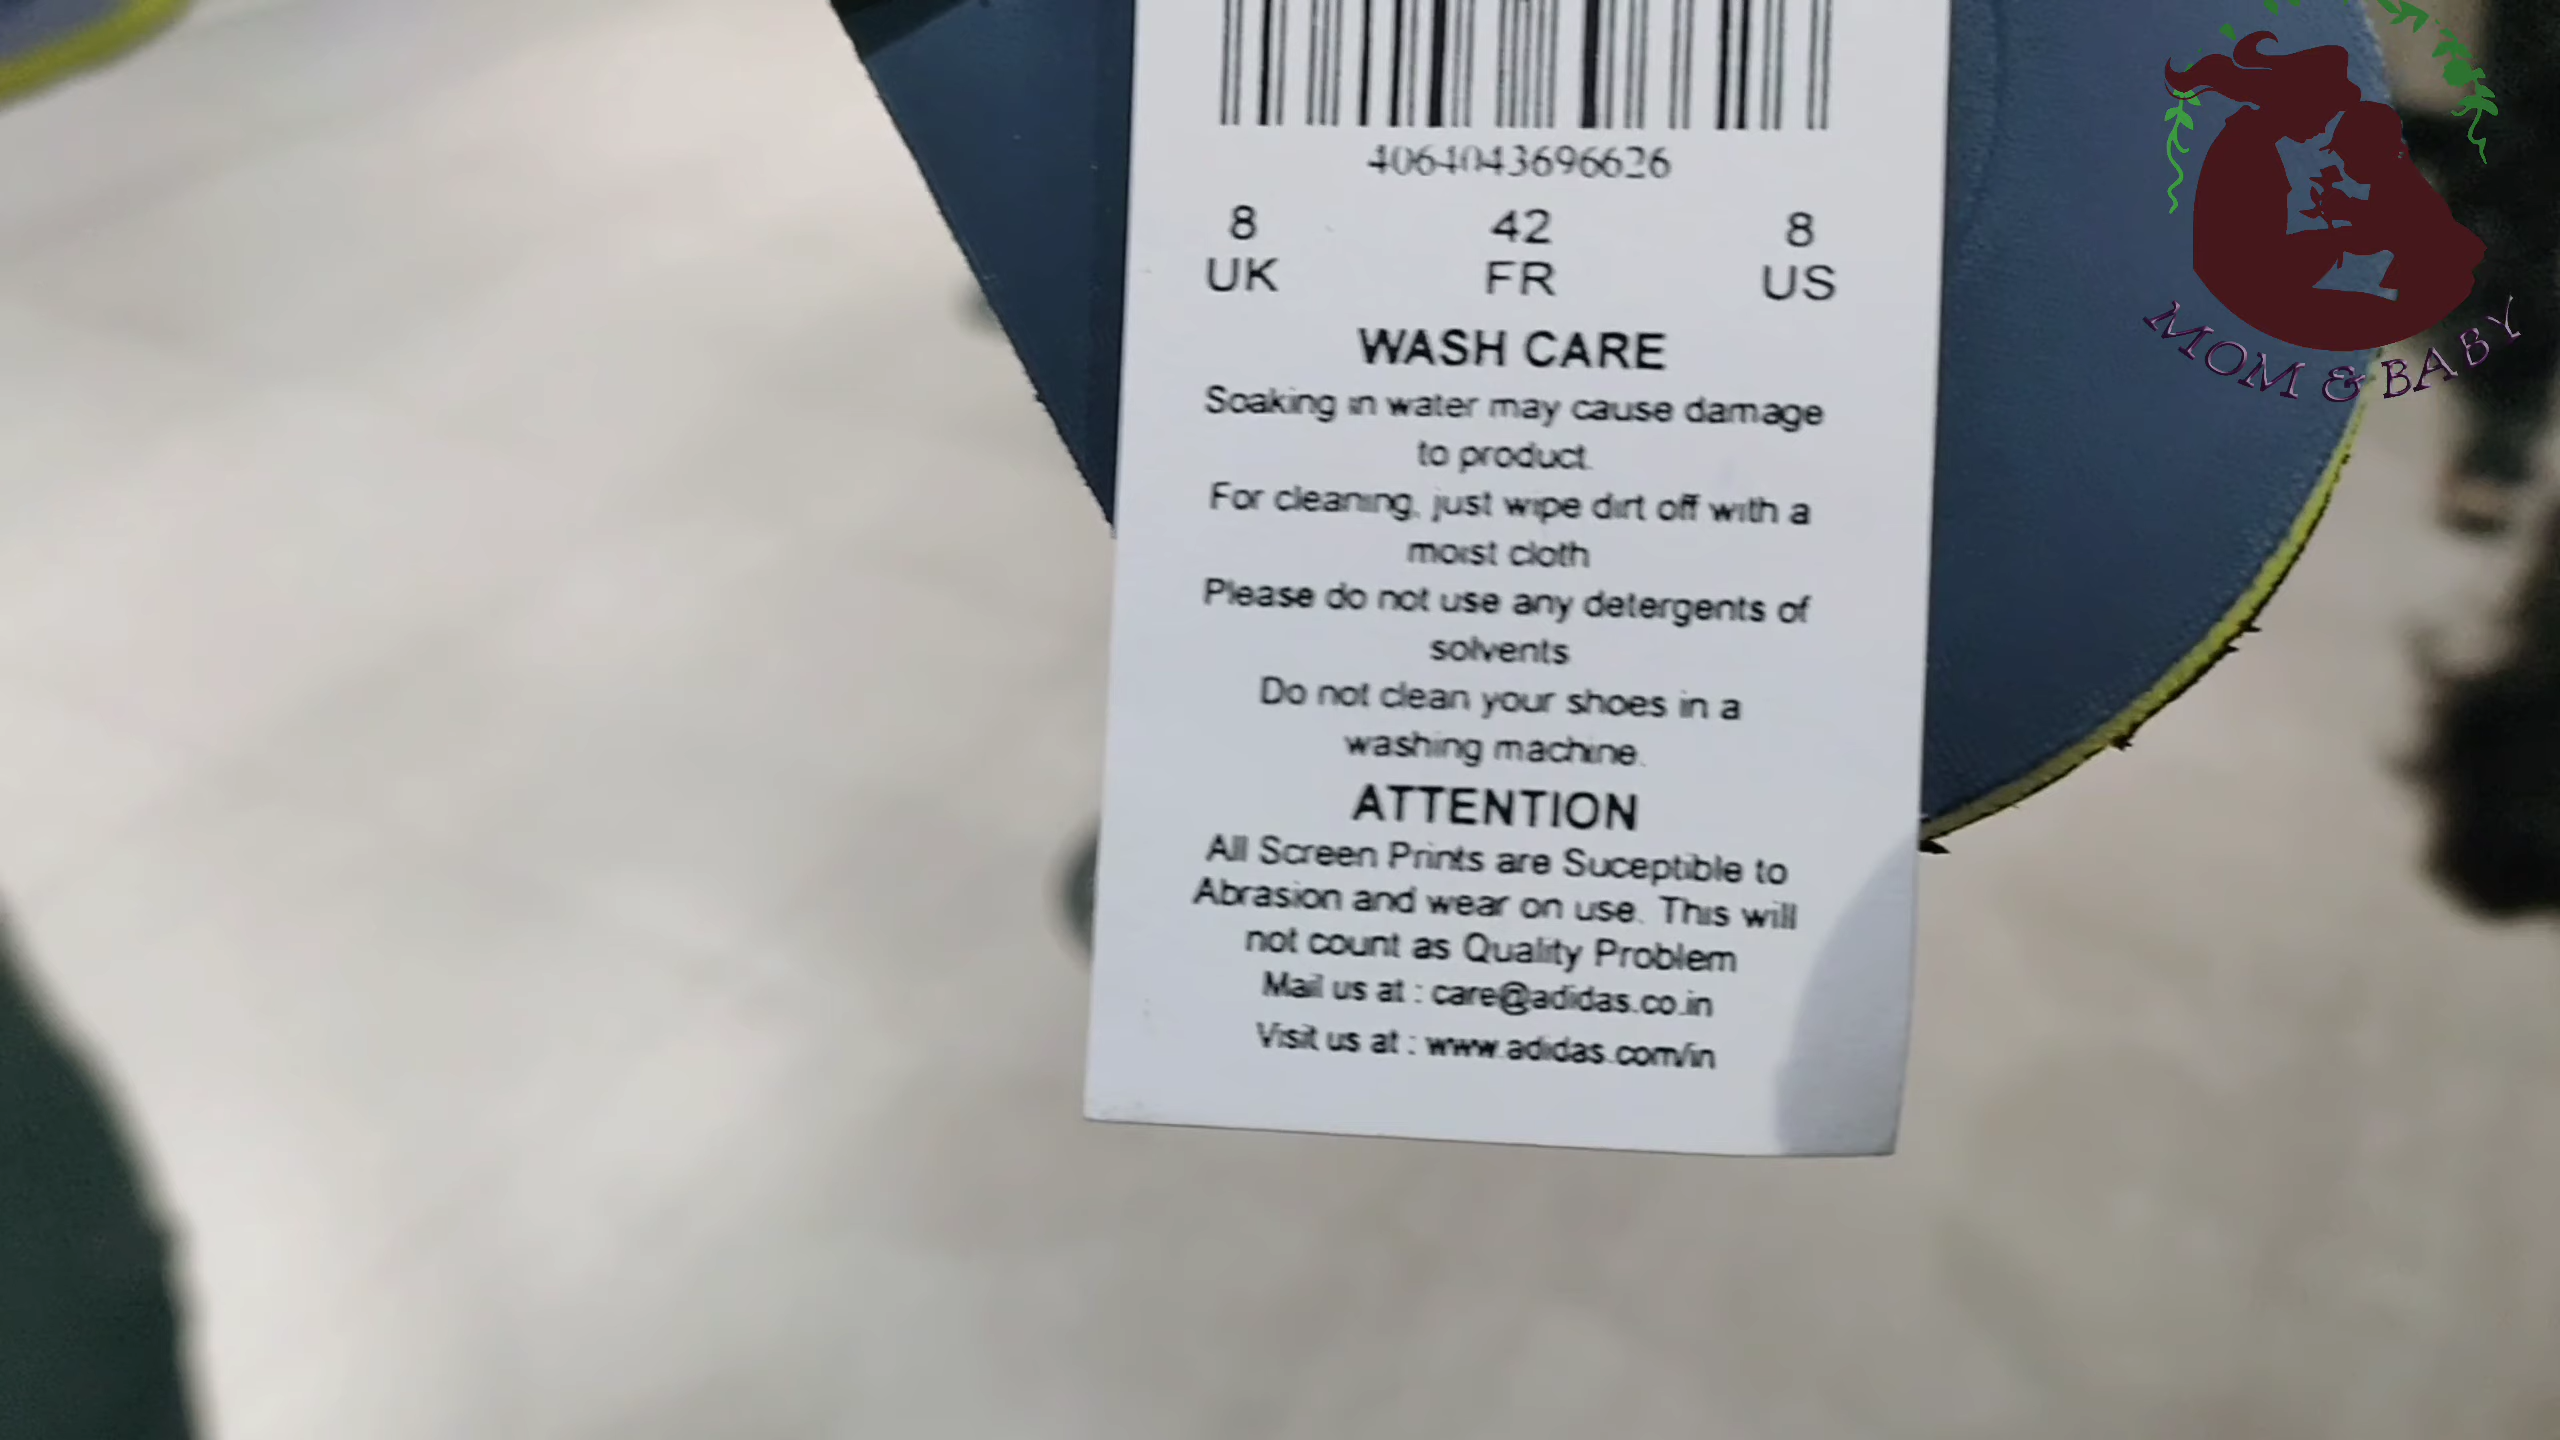 4064043696626
8 42 8
UK FR US
WASH CARE
Soaking in water may cause damage
to product.
For cleaning, just wipe dirt off with a
moist cloth
Please do not use any detergents of
solvents
Do not clean your shoes in a
washing machine.
ATTENTION
All Screen Prints are Suceptible to
Abrasion and wear on use. This will
not count as Quality Problem
Mail us at : care@adidas.co.in
Visit us at : www.adidas.com/in
MOM & BABY